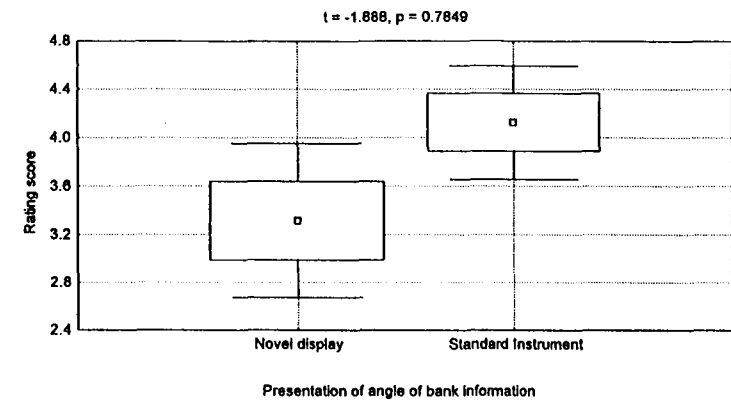 t = -1.888, p = 0.7849
Rating score
4.8
4.4
4.0
3.6
3.2
2.8
2.4
Novel display
Standard Instrument
Presentation of angle of bank information